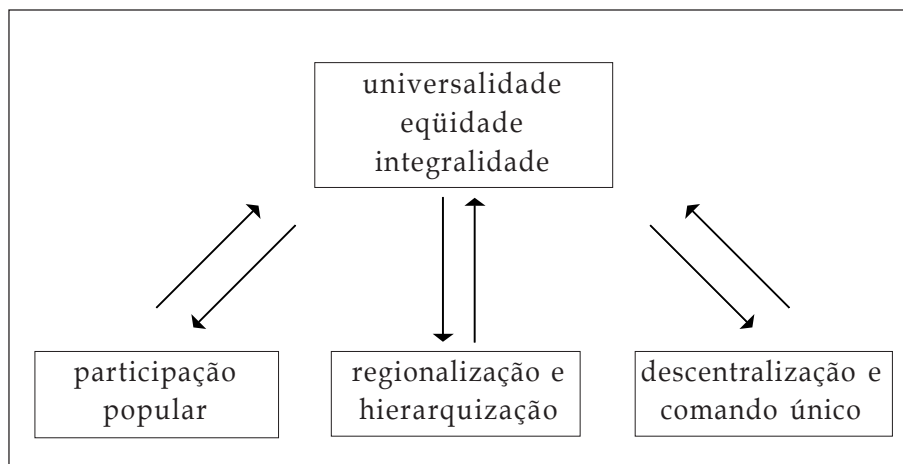 universalidade
eqüidade
integralidade
participação
popular
regionalização e
hierarquização
descentralização e
comando único